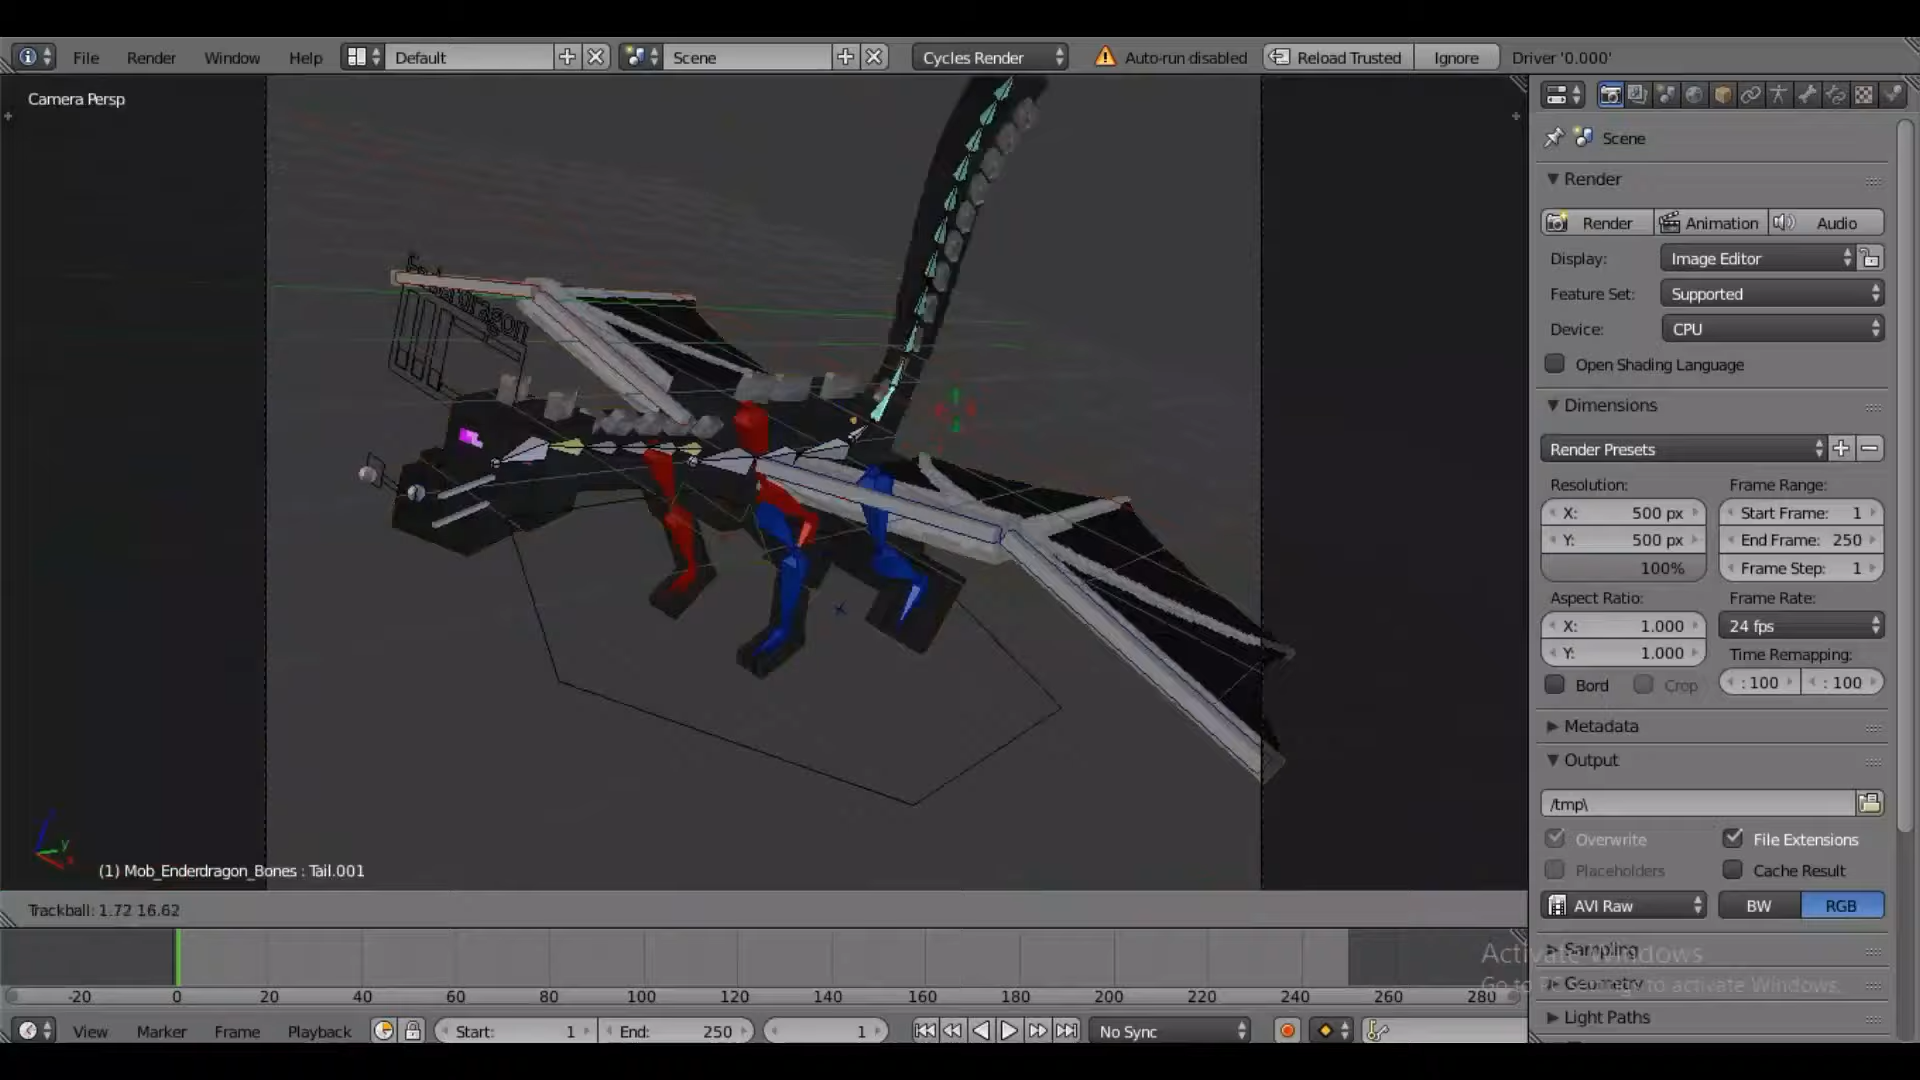 File Render Window Help Default Scene Cycles Render Auto-run disabled Reload Trusted Ignore Driver '0.000'
Camera Persp
Scene
Render
Render Animation Audio
Display: Image Editor
Feature Set: Supported
Device: CPU
Open Shading Language
Dimensions
Render Presets
Resolution: Frame Range:
X: 500 px Start Frame: 1
Y: 500 px End Frame: 250
100% Frame Step: 1
Aspect Ratio: Frame Rate:
X: 1.000 24 fps
Y: 1.000 Time Remapping:
Bord Crop : 100 : 100
Metadata
Output
/tmp\
Overwrite File Extensions
Placeholders Cache Result
AVI Raw BW RGB
Sampling
Geometry
Light Paths
Activate Windows
y
(1) Mob_Enderdragon_Bones : Tail.001
Trackball: 1.72 16.62
-20 0 20 40 60 80 100 120 140 160 180 200 220 240 260 280
View Marker Frame Playback Start: 1 End: 250 1 No Sync